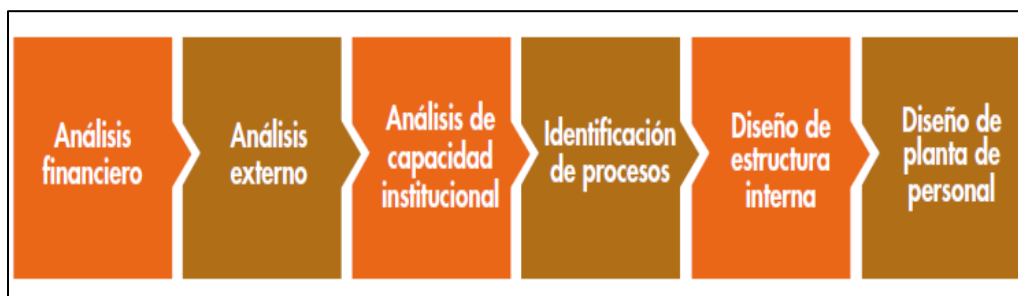 Análisis
financiero
Análisis
externo
Análisis de
capacidad
institucional
Identificación
de procesos
Diseño de
estructura
interna
Diseño de
planta de
personal